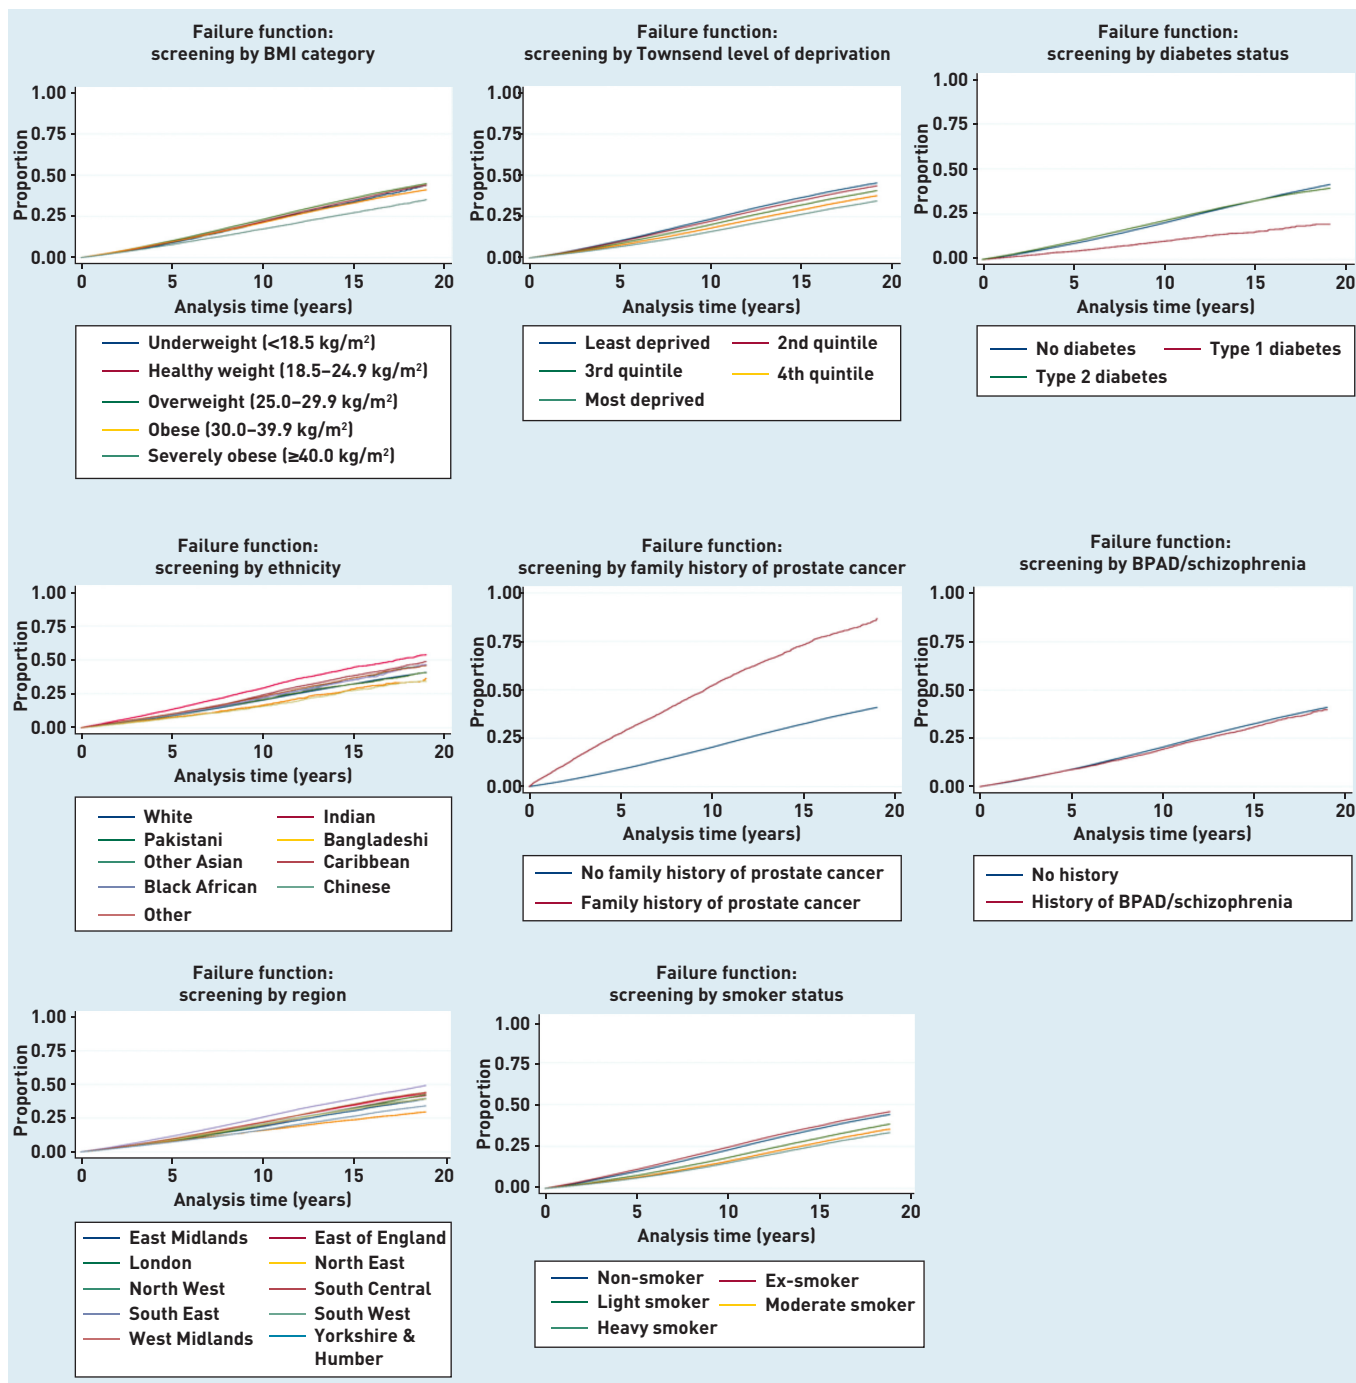 Failure function:
screening by BMI category
1.00
0.75
0.50
0.25
0.00
Proportion
0 5 10 15 20
Analysis time (years)
Underweight (<18.5 kg/m²)
Healthy weight (18.5–24.9 kg/m²)
Overweight (25.0–29.9 kg/m²)
Obese (30.0–39.9 kg/m²)
Severely obese (≥40.0 kg/m²)
Failure function:
screening by Townsend level of deprivation
1.00
0.75
0.50
0.25
0.00
Proportion
0 5 10 15 20
Analysis time (years)
Least deprived 2nd quintile
3rd quintile 4th quintile
Most deprived
Failure function:
screening by diabetes status
1.00
0.75
0.50
0.25
0.00
Proportion
0 5 10 15 20
Analysis time (years)
No diabetes Type 1 diabetes
Type 2 diabetes
Failure function:
screening by ethnicity
1.00
0.75
0.50
0.25
0.00
Proportion
0 5 10 15 20
Analysis time (years)
White Indian
Pakistani Bangladeshi
Other Asian Caribbean
Black African Chinese
Other
Failure function:
screening by family history of prostate cancer
1.00
0.75
0.50
0.25
0.00
Proportion
0 5 10 15 20
Analysis time (years)
No family history of prostate cancer
Family history of prostate cancer
Failure function:
screening by BPAD/schizophrenia
1.00
0.75
0.50
0.25
0.00
Proportion
0 5 10 15 20
Analysis time (years)
No history
History of BPAD/schizophrenia
Failure function:
screening by region
1.00
0.75
0.50
0.25
0.00
Proportion
0 5 10 15 20
Analysis time (years)
East Midlands East of England
London North East
North West South Central
South East South West
West Midlands Yorkshire &
Humber
Failure function:
screening by smoker status
1.00
0.75
0.50
0.25
0.00
Proportion
0 5 10 15 20
Analysis time (years)
Non-smoker Ex-smoker
Light smoker Moderate smoker
Heavy smoker